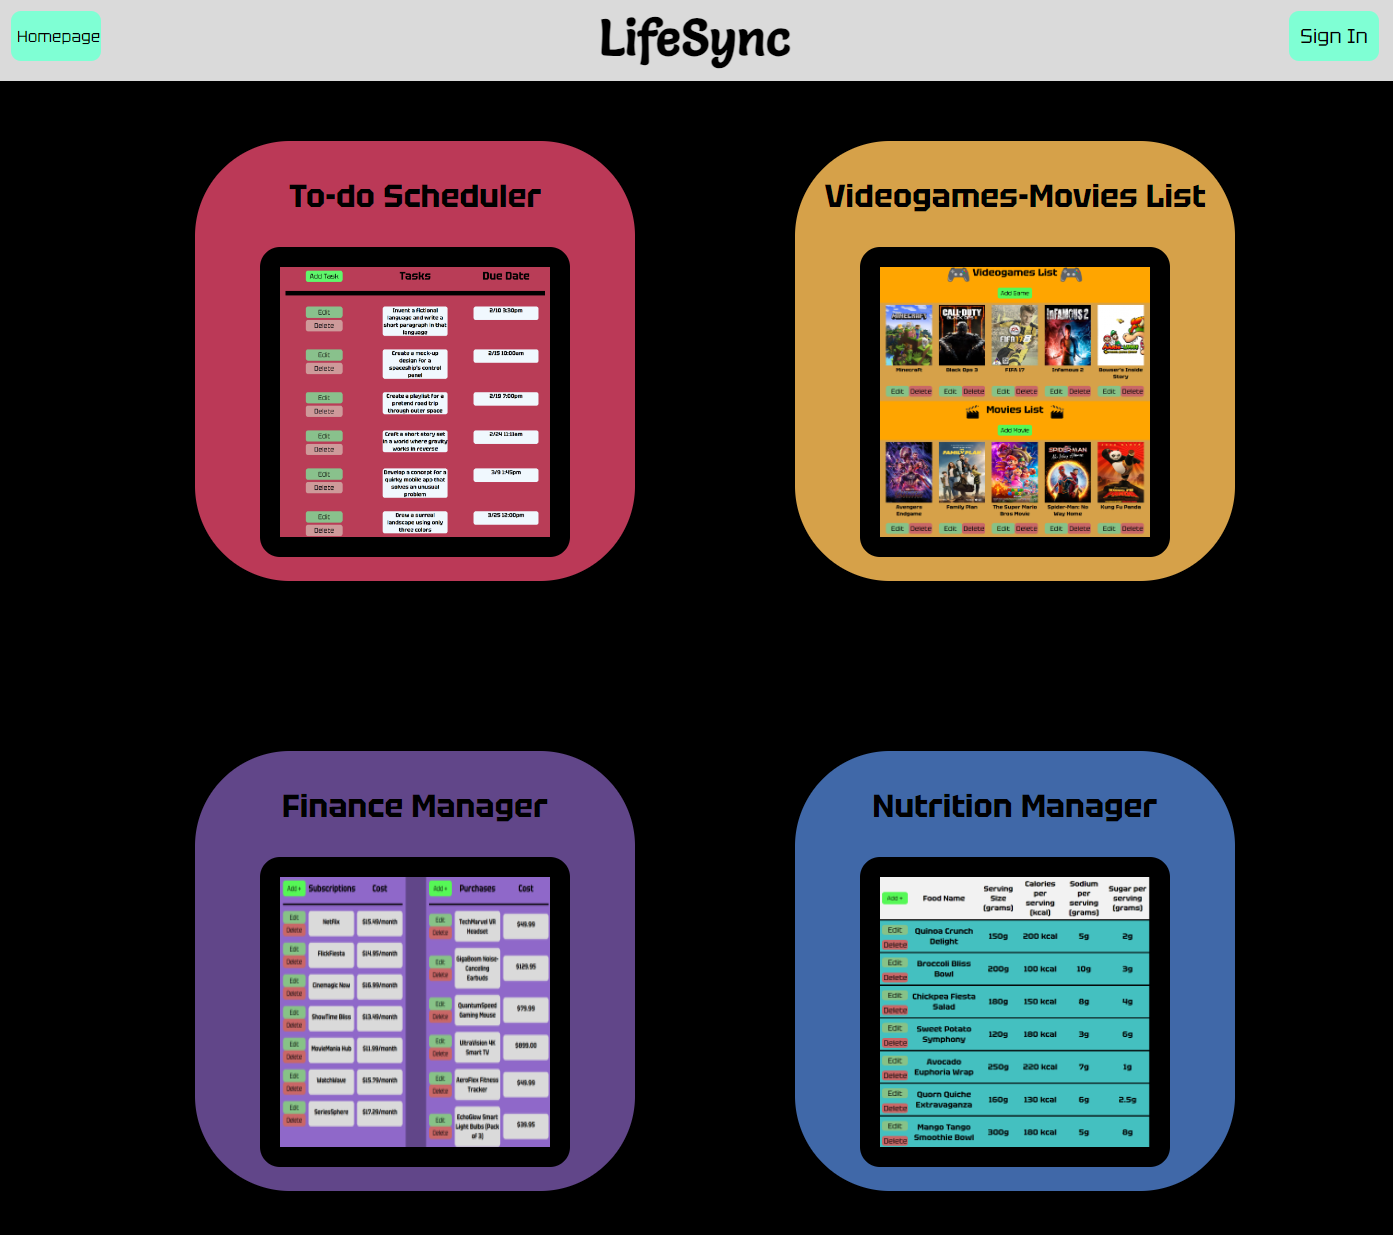 Homepage
LifeSync
Sign In
To-do Scheduler
Add Task Tasks Due Date
Edit
Delete
Invent a fictional
language and write a
short paragraph in that
language
2/10 3:30pm
Edit
Delete
Create a mock-up
design for a
spaceship's control
panel
2/15 10:00am
Edit
Delete
Create a playlist for a
pretend road trip
through outer space
2/19 7:00pm
Edit
Delete
Craft a short story set
in a world where gravity
works in reverse
2/24 11:11am
Edit
Delete
Develop a concept for a
quirky mobile app that
solves an unusual
problem
3/9 1:45pm
Edit
Delete
Draw a surreal
landscape using only
three colors
3/25 12:00pm
Videogames-Movies List
Videogames List
Add Game
MINECRAFT
CALL·DUTY
BLACK OPS
FIFA 17
inFAMOUS 2
Minecraft
Black Ops 3
FIFA 17
Infamous 2
Bowser's Inside
Story
Edit Delete Edit Delete Edit Delete Edit Delete Edit Delete
Movies List
Add Movie
FAMILY PLAN
SPIDER-MAN
Avengers
Endgame
Family Plan
The Super Mario
Bros Movie
Spider-Man: No
Way Home
Kung Fu Panda
Edit Delete Edit Delete Edit Delete Edit Delete Edit Delete
Finance Manager
Add + Subscriptions Cost
Edit
Delete
Netflix
$15.49/month
Edit
Delete
FlickFiesta
$14.95/month
Edit
Delete
Cinemagic Now
$16.99/month
Edit
Delete
ShowTime Bliss
$13.49/month
Edit
Delete
MovieMania Hub
$11.99/month
Edit
Delete
WatchWave
$15.79/month
Edit
Delete
SeriesSphere
$17.29/month
Add + Purchases Cost
Edit
Delete
TechMarvel VR
Headset
$49.99
Edit
Delete
GigaBoom Noise-
Canceling
Earbuds
$129.95
Edit
Delete
QuantumSpeed
Gaming Mouse
$79.99
Edit
Delete
UltraVision 4K
Smart TV
$899.00
Edit
Delete
AeroFlex Fitness
Tracker
$49.99
Edit
Delete
EchoGlow Smart
Light Bulbs (Pack
of 3)
$39.95
Nutrition Manager
Add +
Food Name
Serving
Size
(grams)
Calories
per
serving
(kcal)
Sodium
per
serving
(grams)
Sugar per
serving
(grams)
Edit
Delete
Quinoa Crunch
Delight
150g 200 kcal 5g 2g
Edit
Delete
Broccoli Bliss
Bowl
200g 100 kcal 10g 3g
Edit
Delete
Chickpea Fiesta
Salad
180g 150 kcal 8g 4g
Edit
Delete
Sweet Potato
Symphony
120g 180 kcal 3g 6g
Edit
Delete
Avocado
Euphoria Wrap
250g 220 kcal 7g 1g
Edit
Delete
Quorn Quiche
Extravaganza
160g 130 kcal 6g 2.5g
Edit
Delete
Mango Tango
Smoothie Bowl
300g 180 kcal 5g 8g